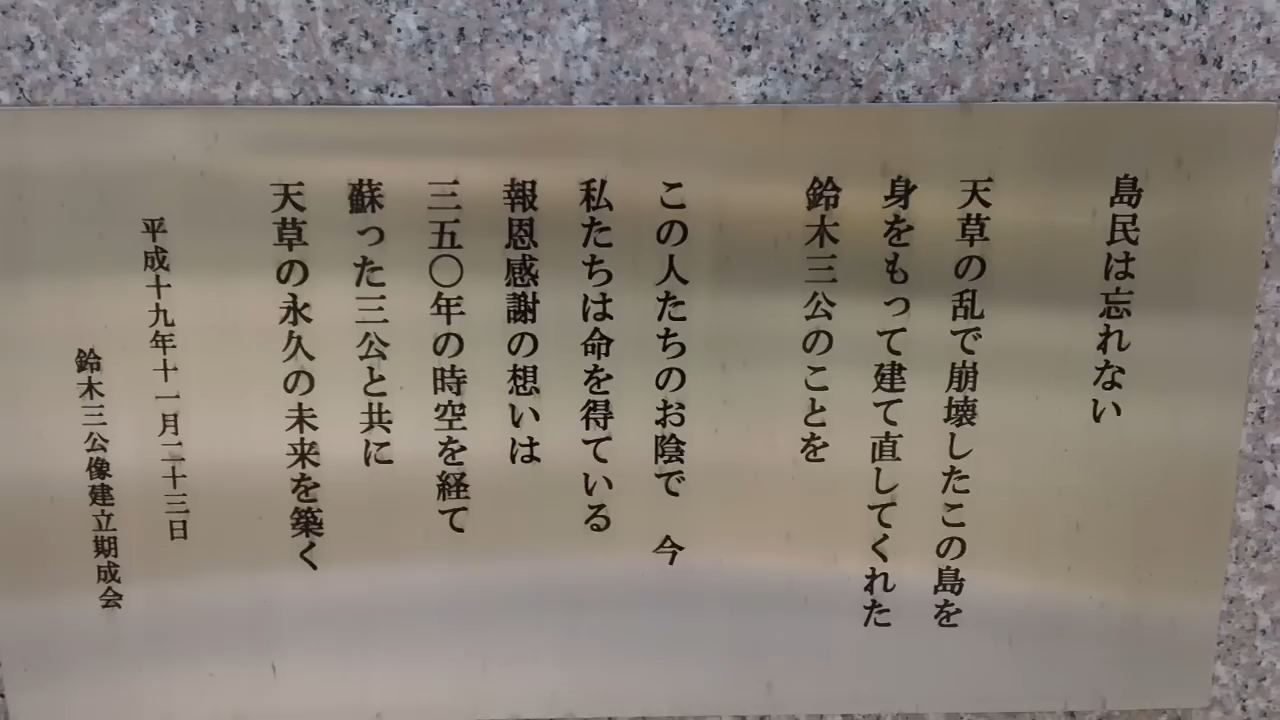 島民は忘れない
天草の乱で崩壊したこの島を
身をもって建て直してくれた
鈴木三公のことを
この人たちのお陰で　今
私たちは命を得ている
報恩感謝の想いは
三五〇年の時空を経て
蘇った三公と共に
天草の永久の未来を築く
平成十九年十一月二十三日
鈴木三公像建立期成会